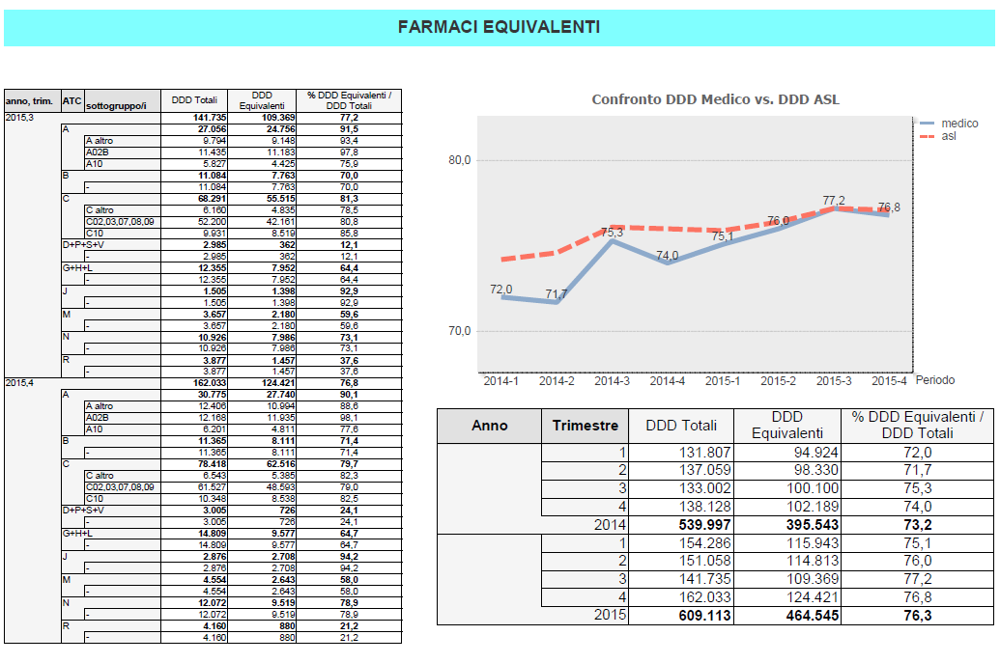 FARMACI EQUIVALENTI
anno, trim. ATC sottogruppo/i DDD Totali DDD Equivalenti % DDD Equivalenti / DDD Totali
2015,3 141.735 109.369 77,2
A 27.056 24.756 91,5
A altro 9.794 9.148 93,4
A02B 11.435 11.183 97,8
A10 5.827 4.425 75,9
B 11.084 7.763 70,0
- 11.084 7.763 70,0
C 68.291 55.515 81,3
C altro 6.160 4.835 78,5
C02,03,07,08,09 52.200 42.161 80,8
C10 9.931 8.519 85,8
D+P+S+V 2.985 362 12,1
- 2.985 362 12,1
G+H+L 12.355 7.952 64,4
- 12.355 7.952 64,4
J 1.505 1.398 92,9
- 1.505 1.398 92,9
M 3.657 2.180 59,6
- 3.657 2.180 59,6
N 10.926 7.986 73,1
- 10.926 7.986 73,1
R 3.877 1.457 37,6
- 3.877 1.457 37,6
2015,4 162.033 124.421 76,8
A 30.775 27.740 90,1
A altro 12.406 10.994 88,6
A02B 12.168 11.935 98,1
A10 6.201 4.811 77,6
B 11.365 8.111 71,4
- 11.365 8.111 71,4
C 78.418 62.516 79,7
C altro 6.543 5.385 82,3
C02,03,07,08,09 61.527 48.593 79,0
C10 10.348 8.538 82,5
D+P+S+V 3.005 726 24,1
- 3.005 726 24,1
G+H+L 14.809 9.577 64,7
- 14.809 9.577 64,7
J 2.876 2.708 94,2
- 2.876 2.708 94,2
M 4.554 2.643 58,0
- 4.554 2.643 58,0
N 12.072 9.519 78,9
- 12.072 9.519 78,9
R 4.160 880 21,2
- 4.160 880 21,2
Confronto DDD Medico vs. DDD ASL
medico
asl
80,0
70,0
72,0 71,7 75,3 74,0 75,1 76,0 77,2 76,8
2014-1 2014-2 2014-3 2014-4 2015-1 2015-2 2015-3 2015-4 Periodo
Anno Trimestre DDD Totali DDD Equivalenti % DDD Equivalenti / DDD Totali
1 131.807 94.924 72,0
2 137.059 98.330 71,7
3 133.002 100.100 75,3
4 138.128 102.189 74,0
2014 539.997 395.543 73,2
1 154.286 115.943 75,1
2 151.058 114.813 76,0
3 141.735 109.369 77,2
4 162.033 124.421 76,8
2015 609.113 464.545 76,3